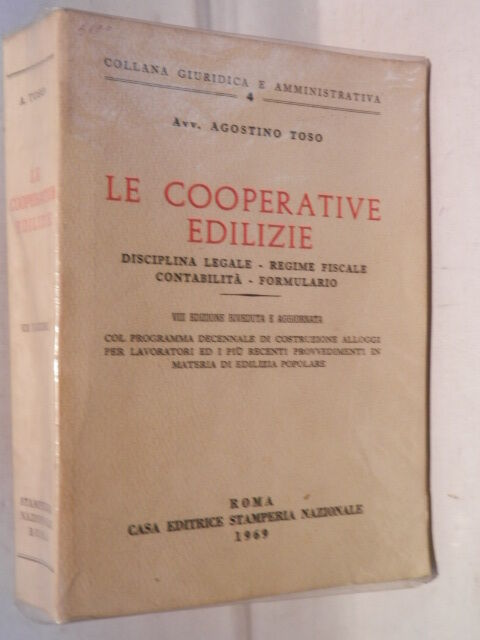 COLLANA GIURIDICA E AMMINISTRATIVA
4
Avv. AGOSTINO TOSO
LE COOPERATIVE
EDILIZIE
DISCIPLINA LEGALE - REGIME FISCALE
CONTABILITÀ - FORMULARIO
VIII EDIZIONE RIVEDUTA E AGGIORNATA
COL PROGRAMMA DECENNALE DI COSTRUZIONE ALLOGGI
PER LAVORATORI ED I PIÙ RECENTI PROVVEDIMENTI IN
MATERIA DI EDILIZIA POPOLARE
ROMA
CASA EDITRICE STAMPERIA NAZIONALE
1969
A. TOSO
LE
COOPERATIVE
EDILIZIE
STAMPERIA
NAZIONALE
ROMA